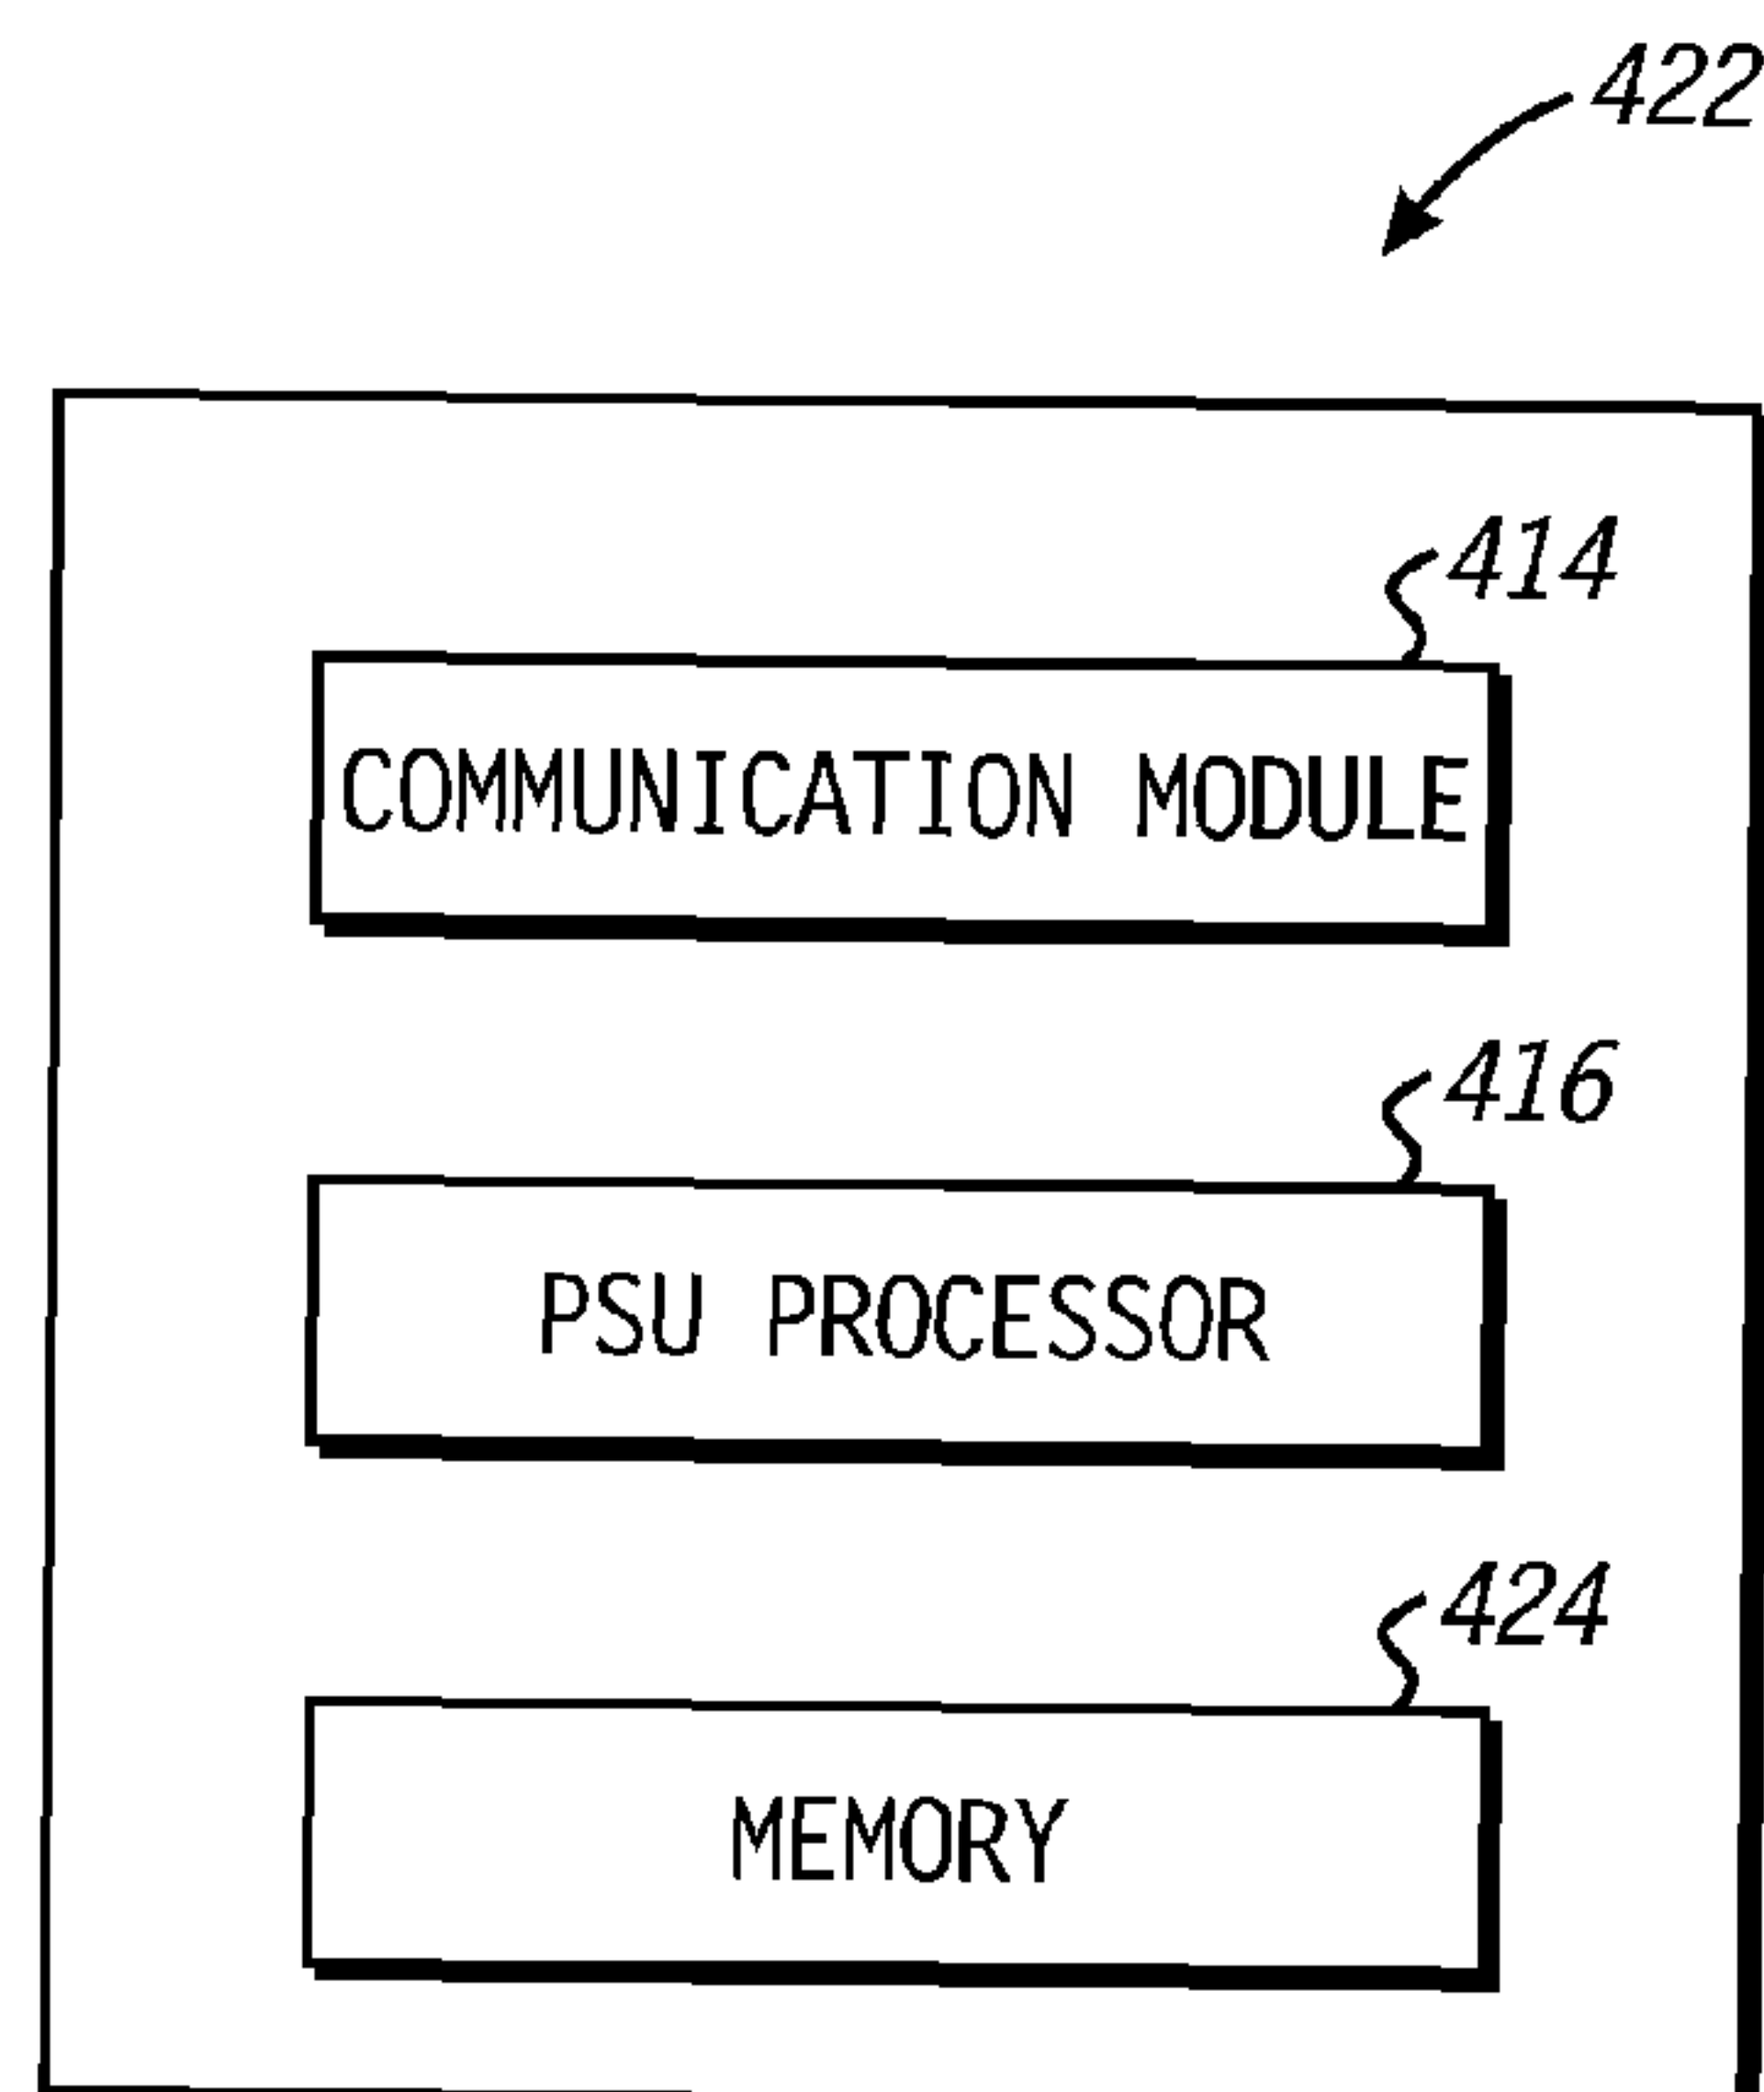 422
414
COMMUNICATION MODULE
416
PSU PROCESSOR
424
MEMORY